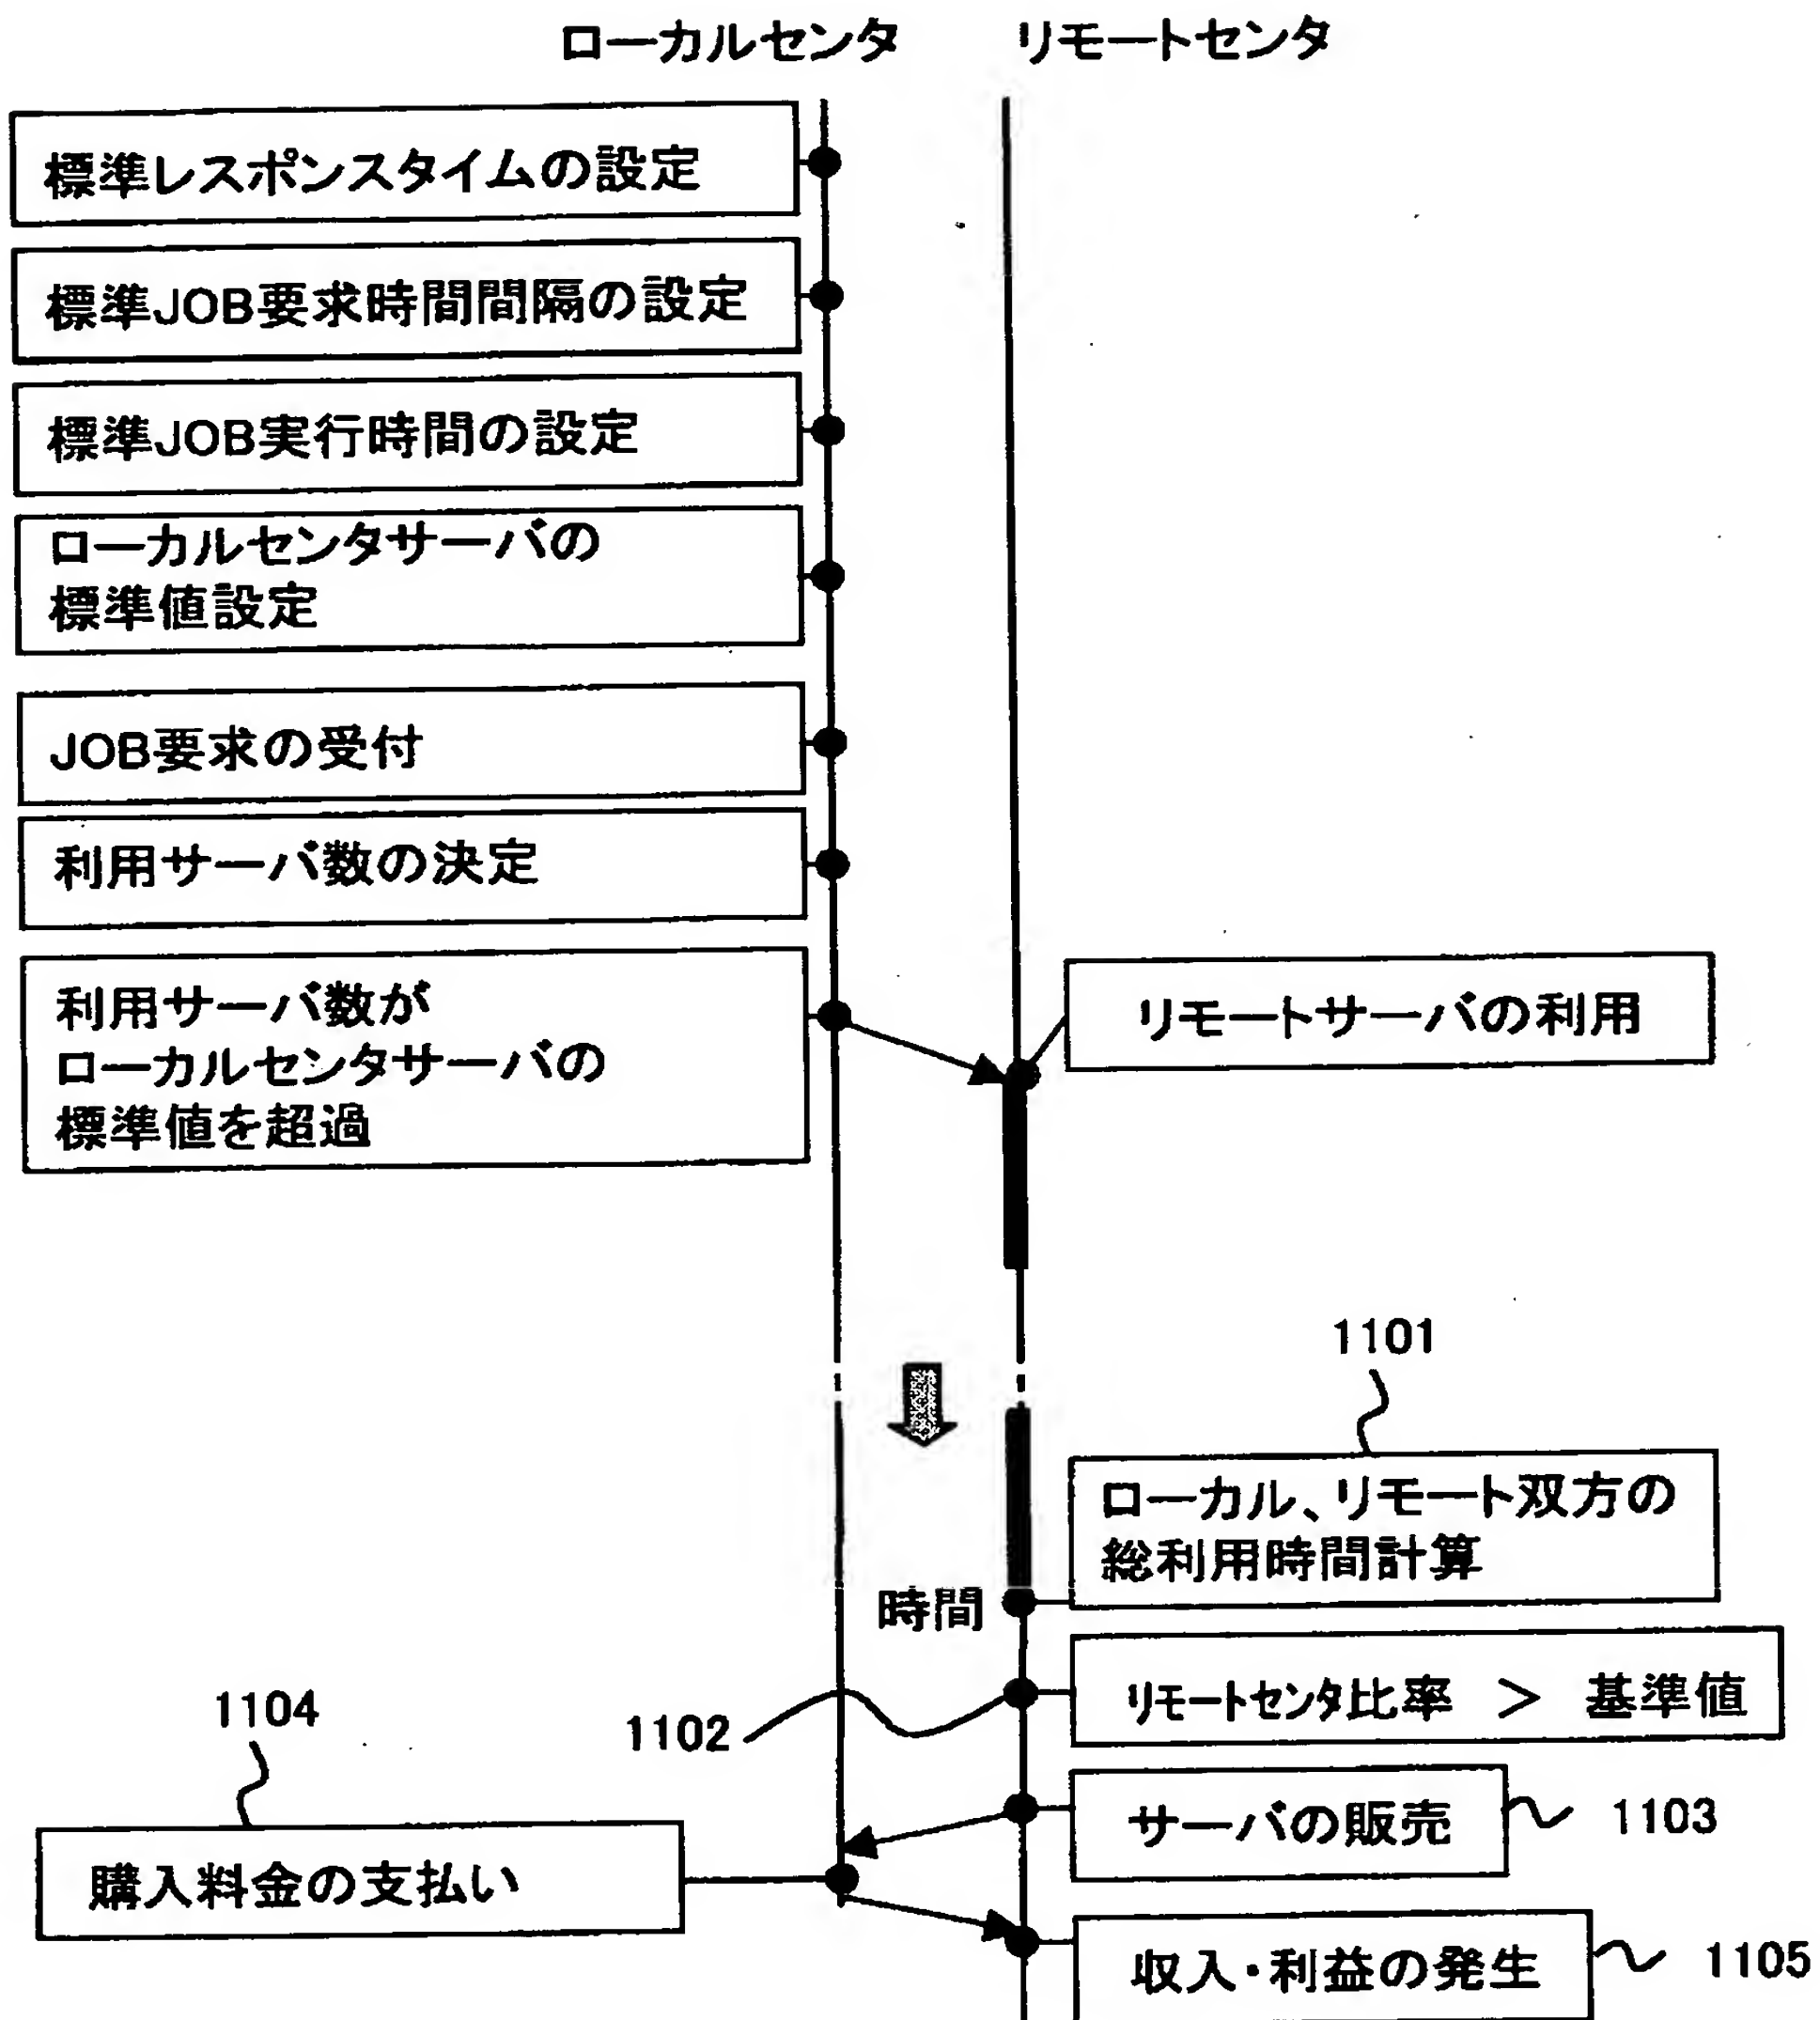 ローカルセンタ
リモートセンタ
標準レスポンスタイムの設定
標準JOB要求時間間隔の設定
標準JOB実行時間の設定
ローカルセンタサーバの
標準値設定
JOB要求の受付
利用サーバ数の決定
利用サーバ数が
ローカルセンタサーバの
標準値を超過
リモートサーバの利用
1101
ローカル、リモート双方の
総利用時間計算
時間
1102
リモートセンタ比率 > 基準値
サーバの販売
1103
1104
購入料金の支払い
収入・利益の発生
1105